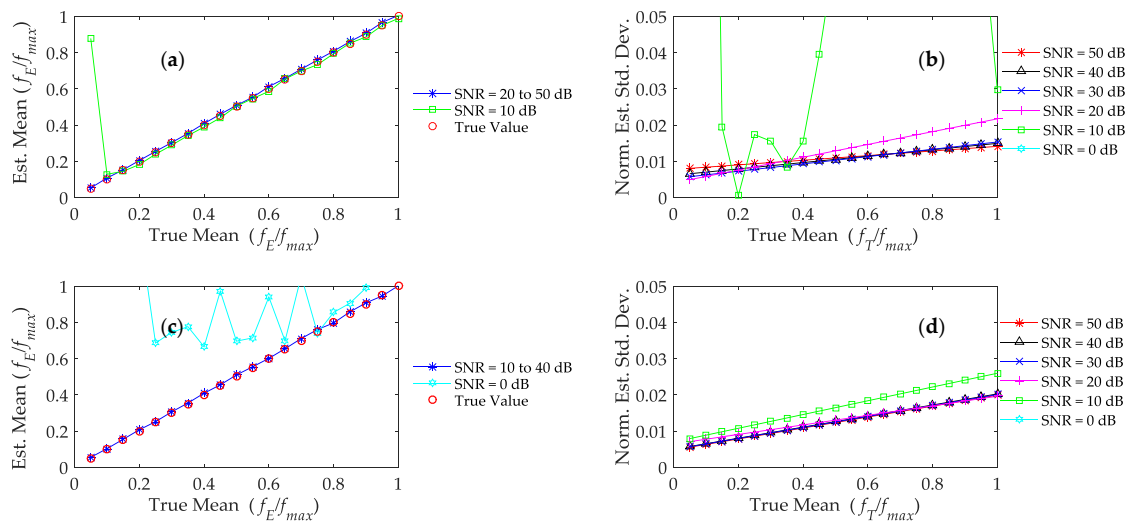 (a)
Est. Mean (f_E/f_max)
1
0.8
0.6
0.4
0.2
0
0 0.2 0.4 0.6 0.8 1
True Mean (f_E/f_max)
SNR = 20 to 50 dB
SNR = 10 dB
True Value
(b)
Norm. Est. Std. Dev.
0.05
0.04
0.03
0.02
0.01
0
0 0.2 0.4 0.6 0.8 1
True Mean (f_T/f_max)
SNR = 50 dB
SNR = 40 dB
SNR = 30 dB
SNR = 20 dB
SNR = 10 dB
SNR = 0 dB
(c)
Est. Mean (f_E/f_max)
1
0.8
0.6
0.4
0.2
0
0 0.2 0.4 0.6 0.8 1
True Mean (f_E/f_max)
SNR = 10 to 40 dB
SNR = 0 dB
True Value
(d)
Norm. Est. Std. Dev.
0.05
0.04
0.03
0.02
0.01
0
0 0.2 0.4 0.6 0.8 1
True Mean (f_T/f_max)
SNR = 50 dB
SNR = 40 dB
SNR = 30 dB
SNR = 20 dB
SNR = 10 dB
SNR = 0 dB